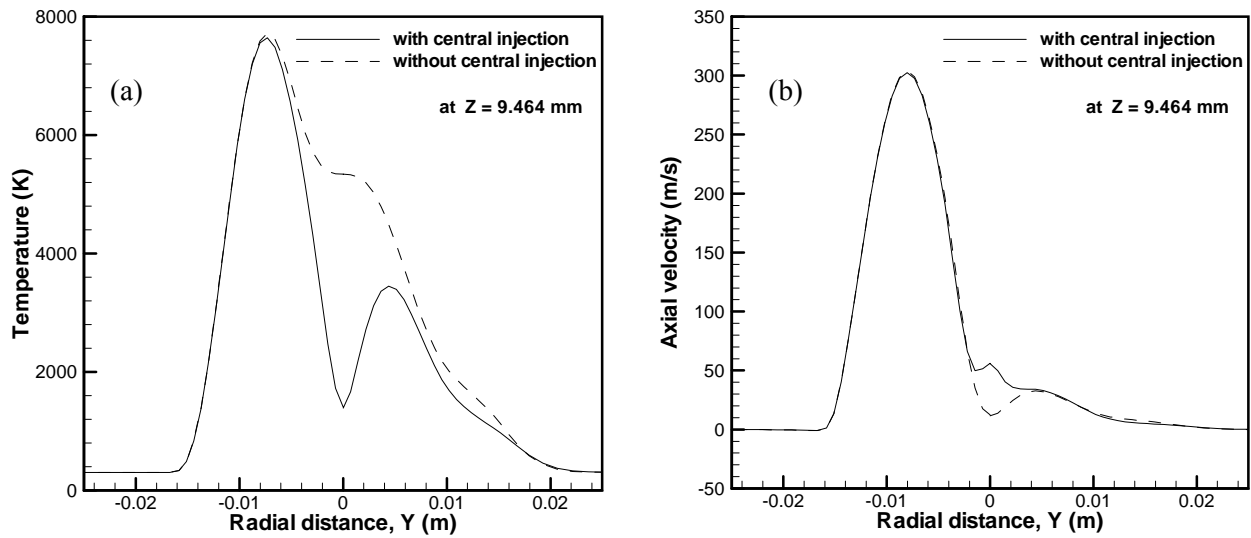 8000
6000
4000
2000
0
Temperature (K)
(a)
with central injection
without central injection
at Z = 9.464 mm
-0.02
-0.01
0
0.01
0.02
Radial distance, Y (m)
350
300
250
200
150
100
50
0
-50
Axial velocity (m/s)
(b)
with central injection
without central injection
at Z = 9.464 mm
-0.02
-0.01
0
0.01
0.02
Radial distance, Y (m)